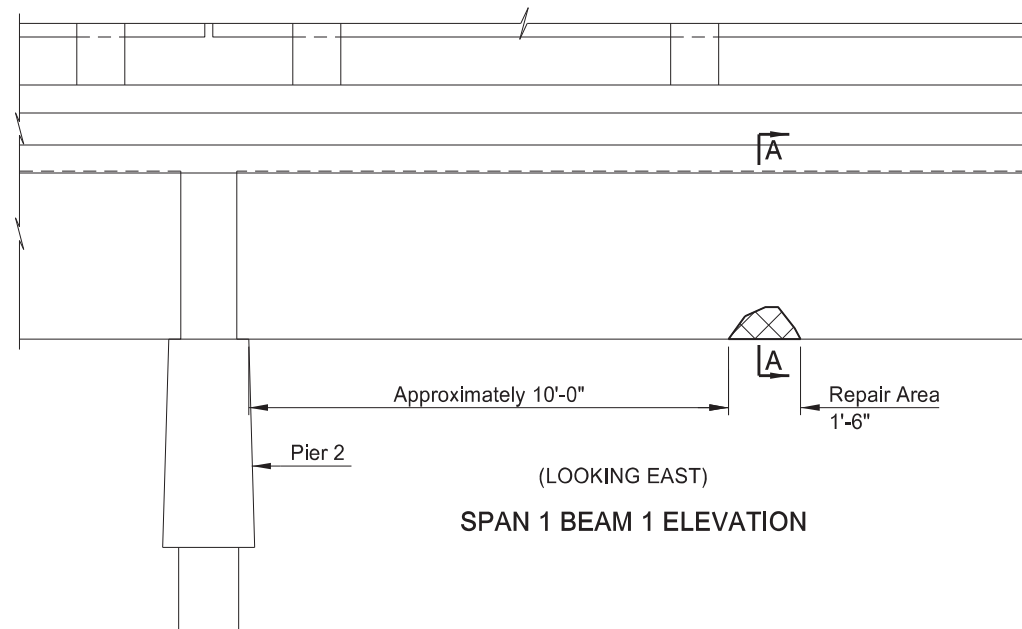 A
A
Approximately 10'-0"
Repair Area
1'-6"
Pier 2
(LOOKING EAST)
SPAN 1 BEAM 1 ELEVATION